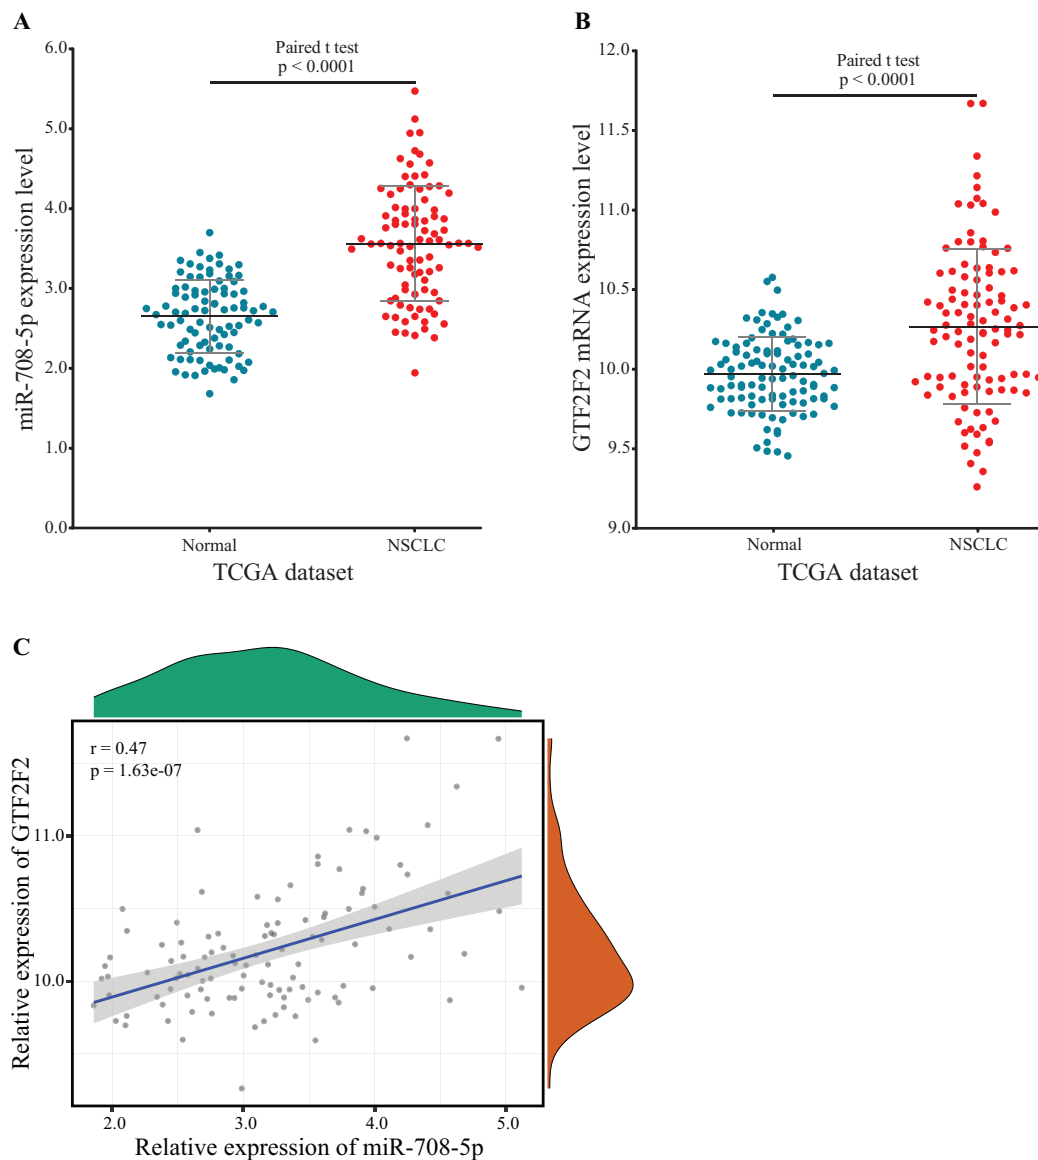 A
miR-708-5p expression level
6.0
5.0
4.0
3.0
2.0
1.0
0.0
Paired t test
p < 0.0001
Normal
NSCLC
TCGA dataset
B
GTF2F2 mRNA expression level
12.0
11.5
11.0
10.5
10.0
9.5
9.0
Paired t test
p < 0.0001
Normal
NSCLC
TCGA dataset
C
Relative expression of GTF2F2
r = 0.47
p = 1.63e-07
11.0
10.0
2.0
3.0
4.0
5.0
Relative expression of miR-708-5p